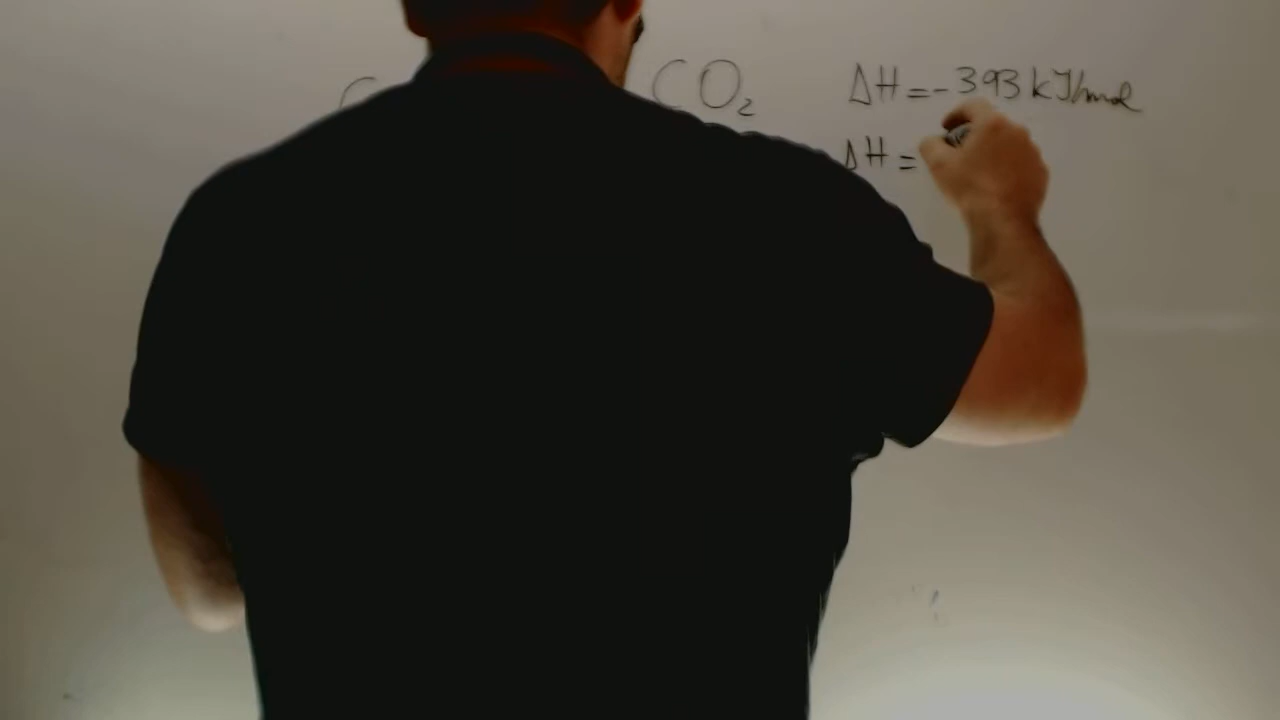 C CO₂ ΔH = -393 kJ/mol
ΔH =